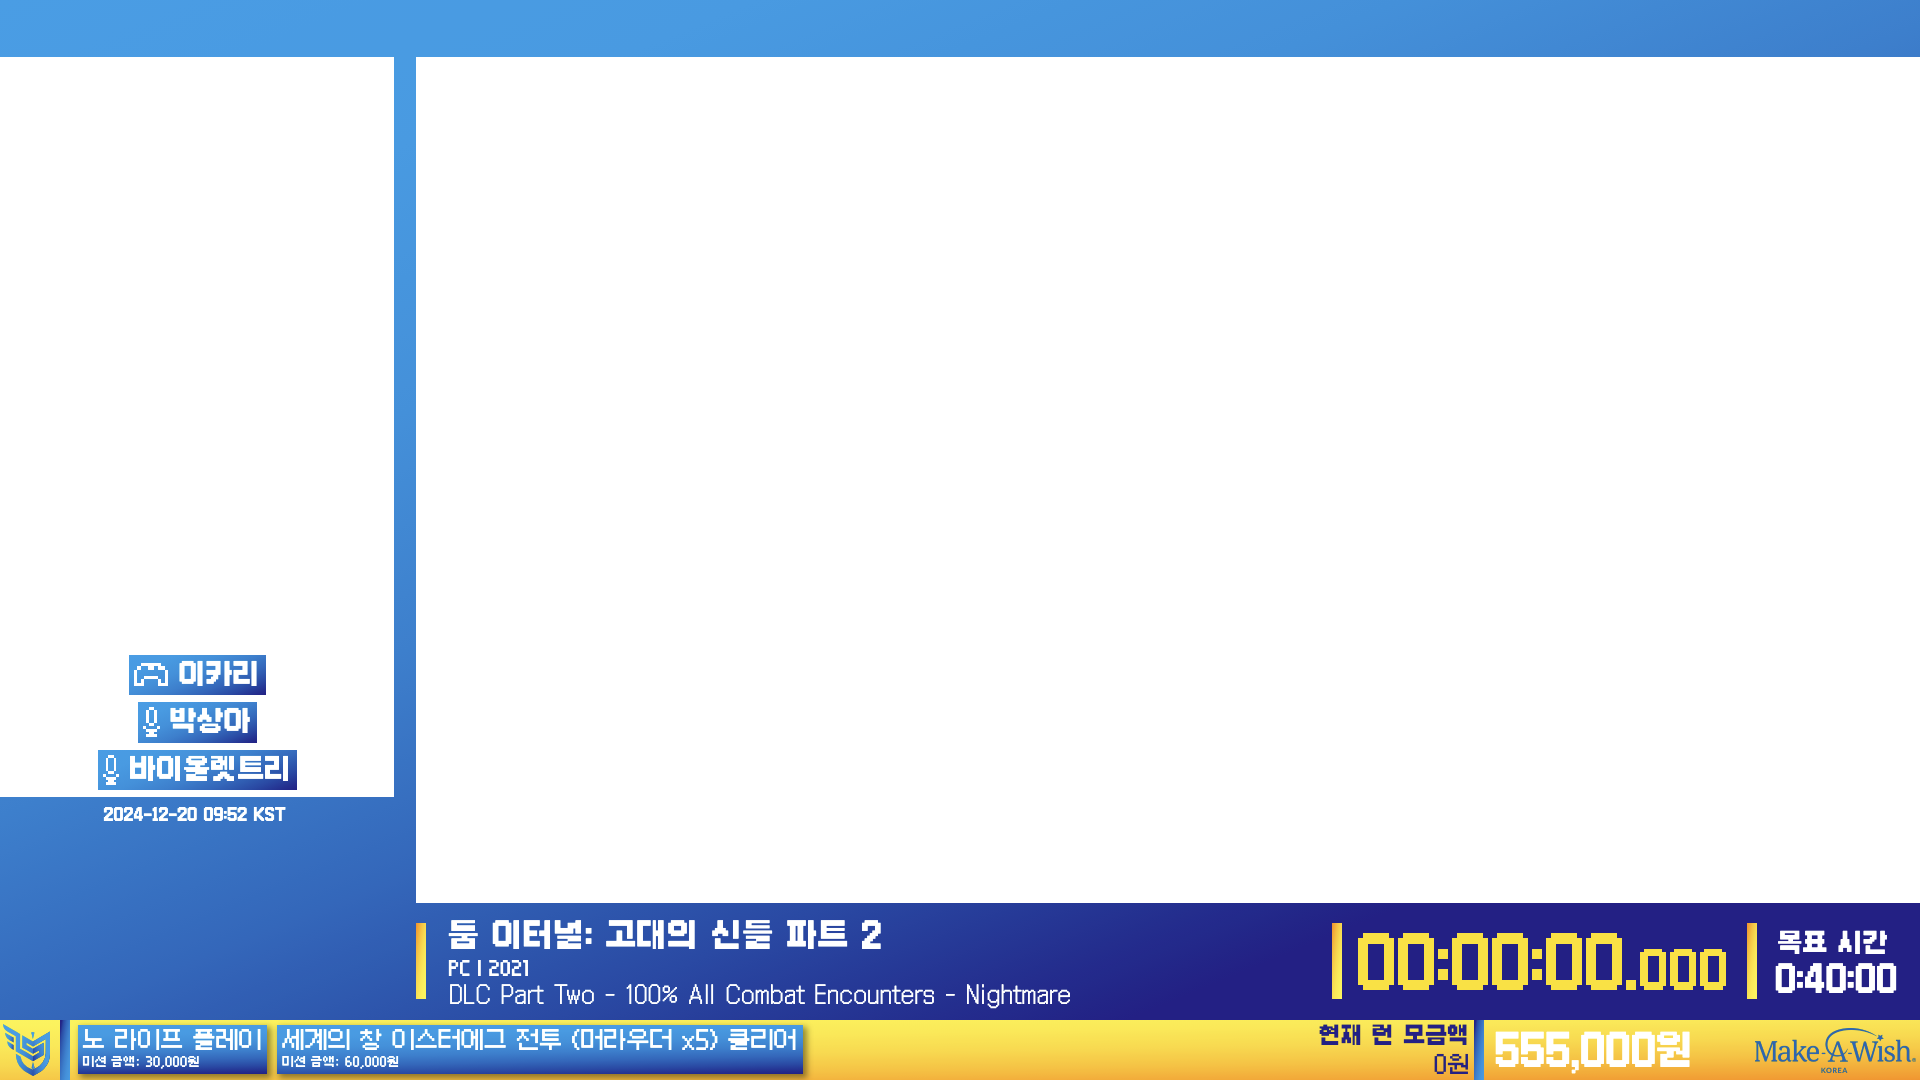 이카리
박상아
바이올렛트리
2024-12-20 09:52 KST
둠 이터널: 고대의 신들 파트 2
PC | 2021
DLC Part Two - 100% All Combat Encounters - Nightmare
00:00:00.000
목표 시간
0:40:00
노 라이프 플레이
미션 금액: 30,000원
세계의 창 이스터에그 전투 (머라우더 x5) 클리어
미션 금액: 60,000원
현재 런 모금액
0원
555,000원
Make-A-Wish®
KOREA